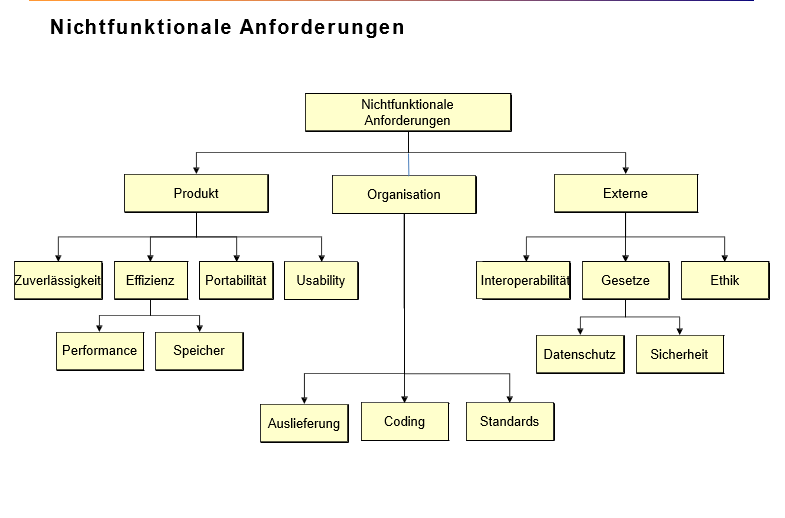 Nichtfunktionale Anforderungen
Nichtfunktionale
Anforderungen
Produkt
Organisation
Externe
Zuverlässigkeit
Effizienz
Portabilität
Usability
Interoperabilität
Gesetze
Ethik
Performance
Speicher
Datenschutz
Sicherheit
Auslieferung
Coding
Standards